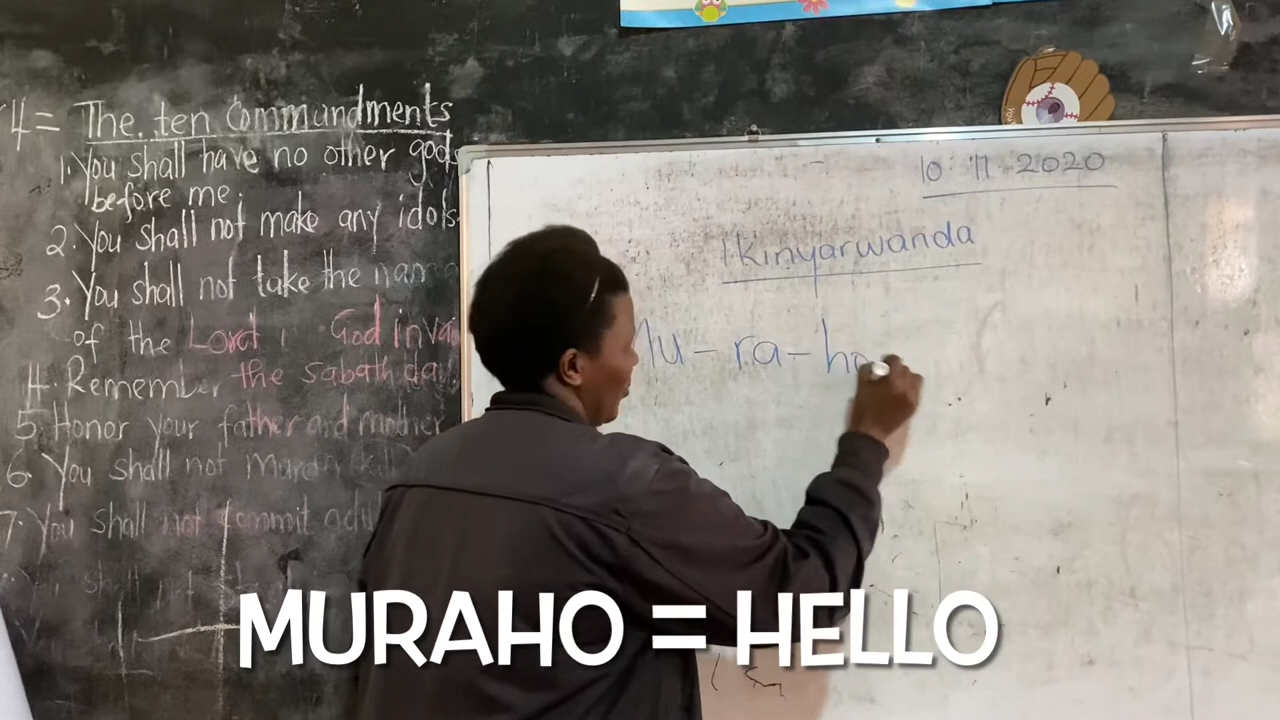 4= The ten Commandments
1. You shall have no other gods
before me;
2. You shall not make any idols
3. You shall not take the name
of the Lord God in
4. Remember the sabath day
5. Honor your father and mother
6 You shall not
7. You shall not commit
10 11 2020
Ikinyarwanda
Mu - ra - ho
MURAHO = HELLO